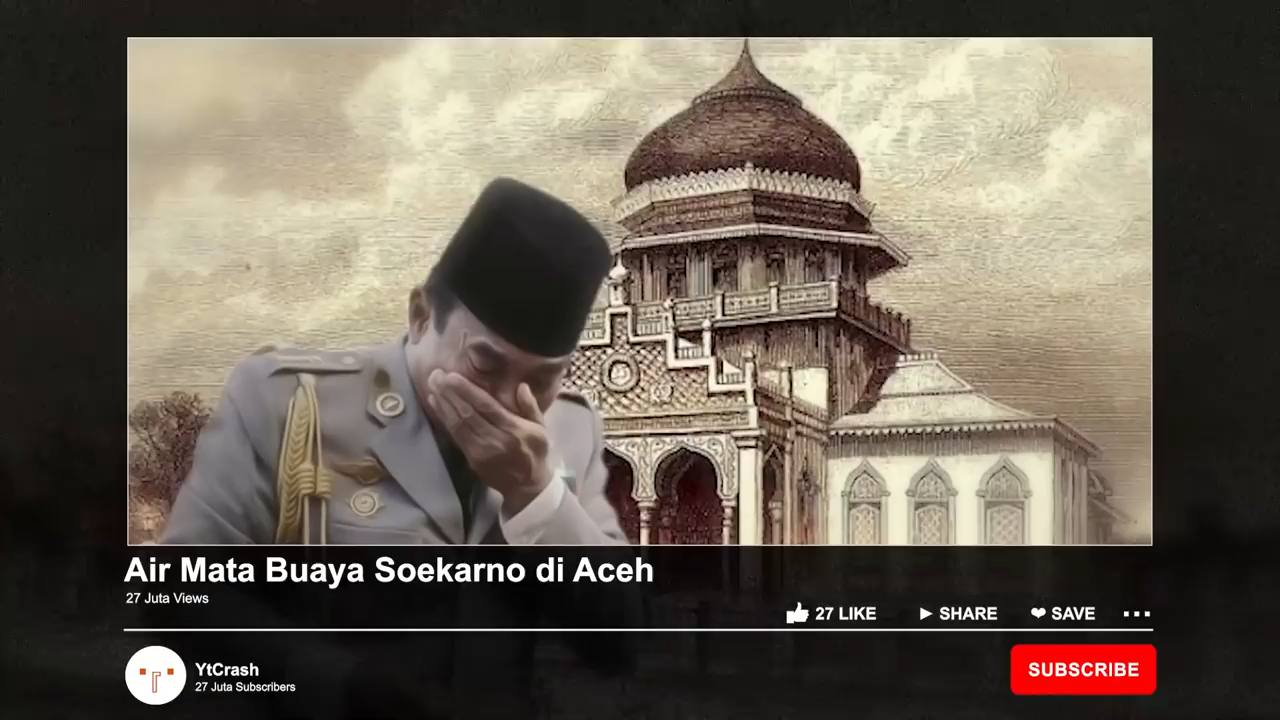 Air Mata Buaya Soekarno di Aceh
27 Juta Views
27 LIKE
SHARE
SAVE
YtCrash
27 Juta Subscribers
SUBSCRIBE